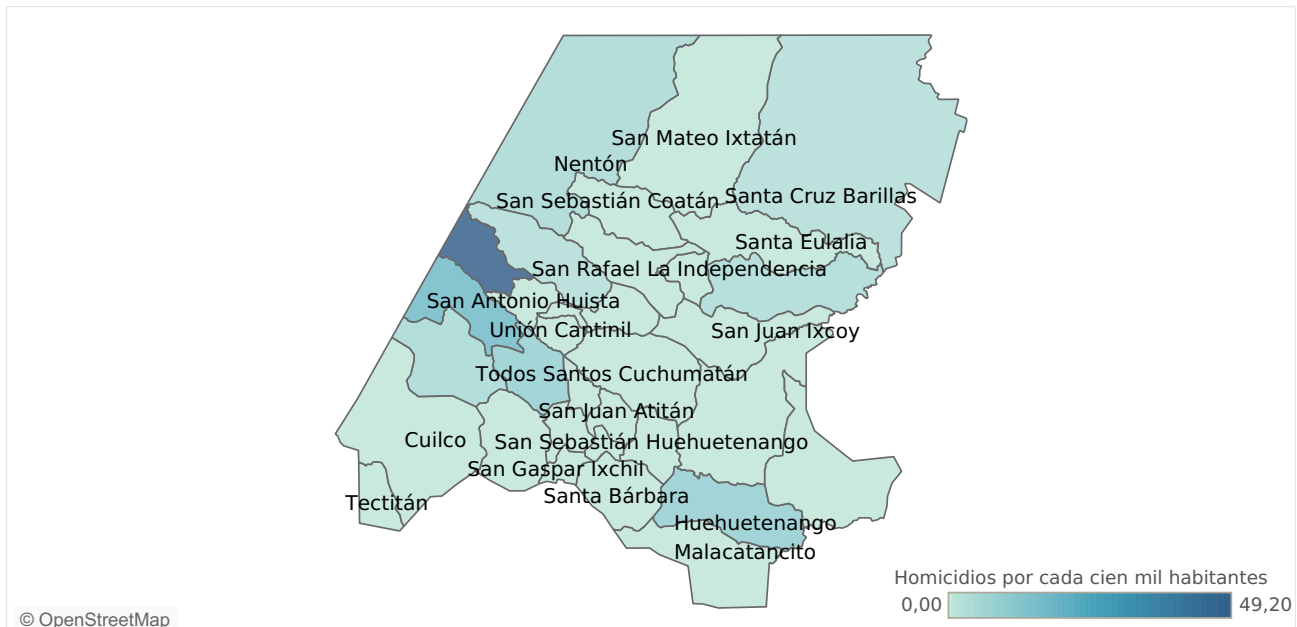 San Mateo Ixtatán
Nentón
San Sebastián Coatán
Santa Cruz Barillas
Santa Eulalia
San Rafael La Independencia
San Antonio Huista
Unión Cantinil
San Juan Ixcoy
Todos Santos Cuchumatán
San Juan Atitán
Cuilco
San Sebastián Huehuetenango
San Gaspar Ixchil
Santa Bárbara
Tectitán
Huehuetenango
Malacatancito
Homicidios por cada cien mil habitantes
0,00
49,20
© OpenStreetMap